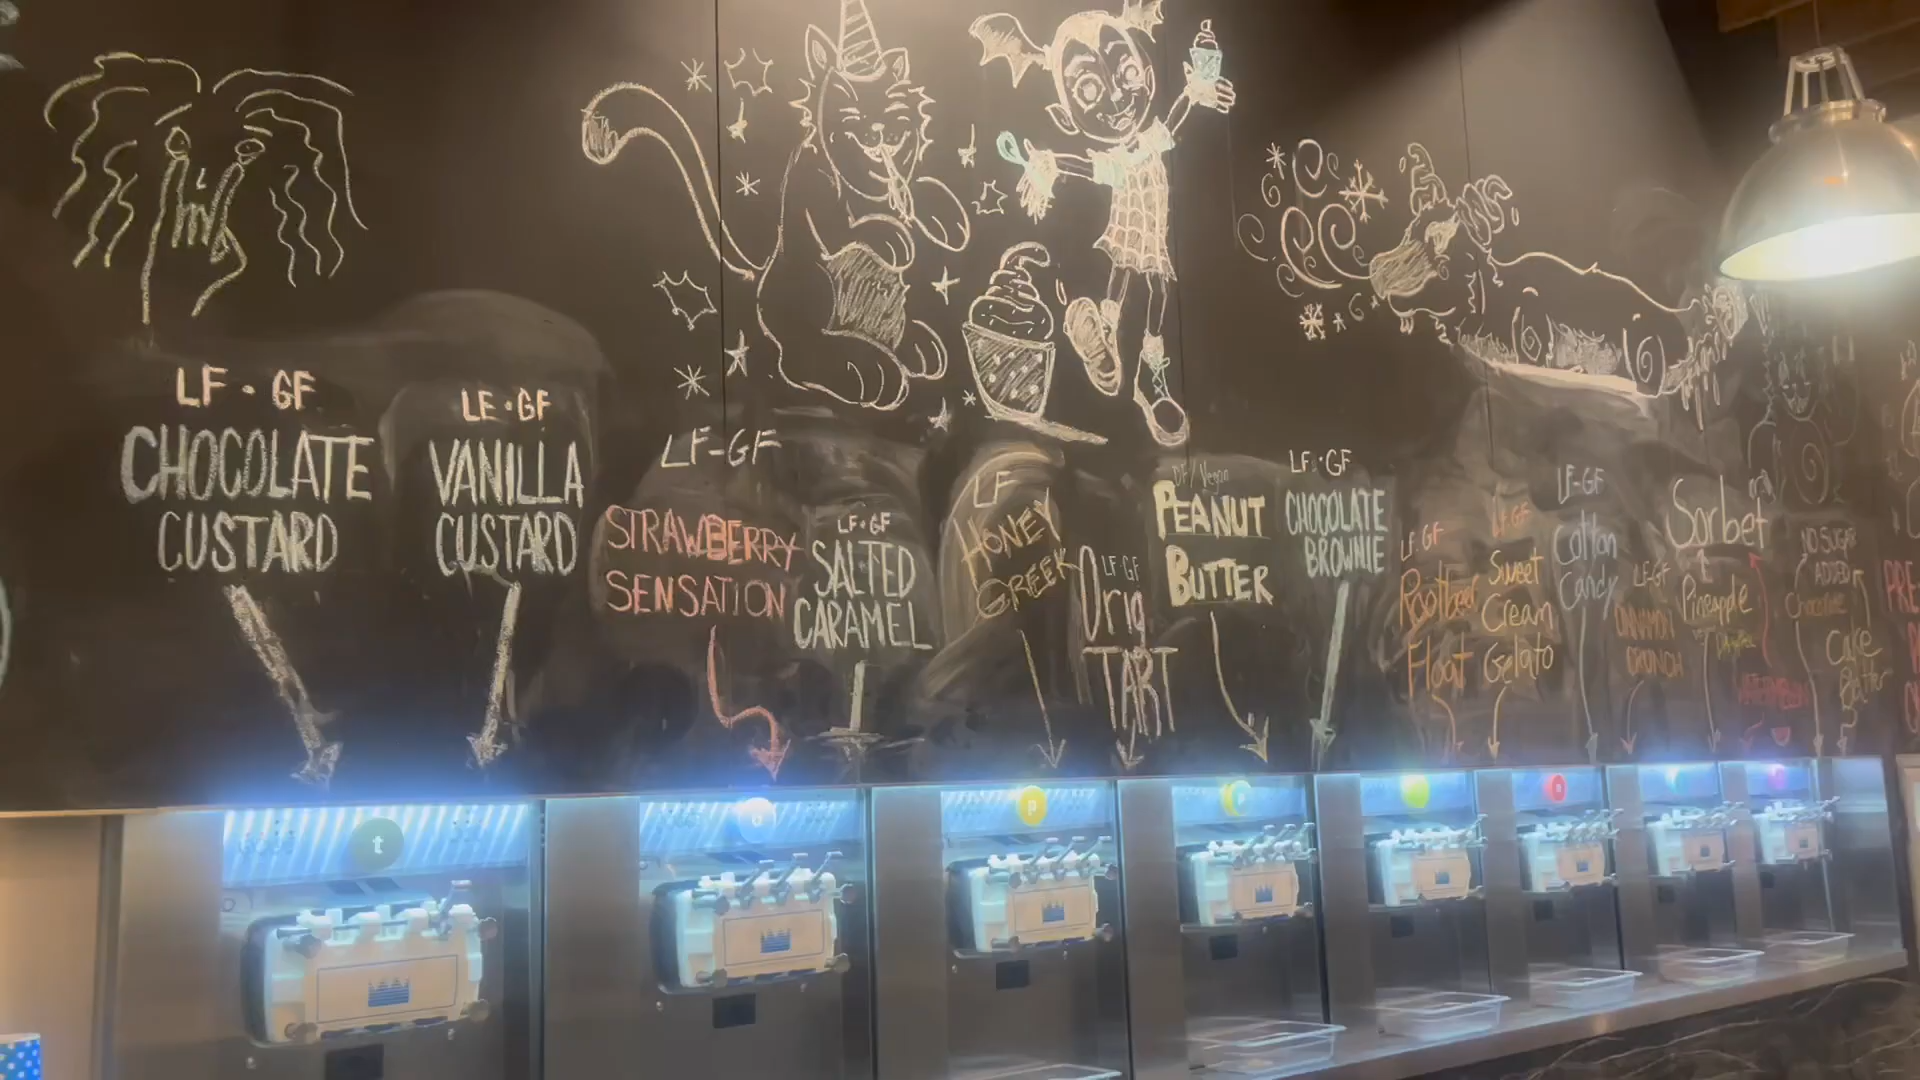 LF · GF
CHOCOLATE
CUSTARD
LF · GF
VANILLA
CUSTARD
LF-GF
STRAWBERRY
SENSATION
LF·GF
SALTED
CARAMEL
LF
HONEY
GREEK
LF GF
Orig
TART
DF/Vegan
PEANUT
BUTTER
LF·GF
CHOCOLATE
BROWNIE
LF.GF
Rootbeer
Float
LF.GF
Sweet
Cream
Gelato
LF-GF
Cotton
Candy
LF-GF
CINNAMON
CRUNCH
Sorbet
Pineapple
WATERMELON
NO SUGAR
ADDED
Chocolate
Cake
Batter
t
o
p
p